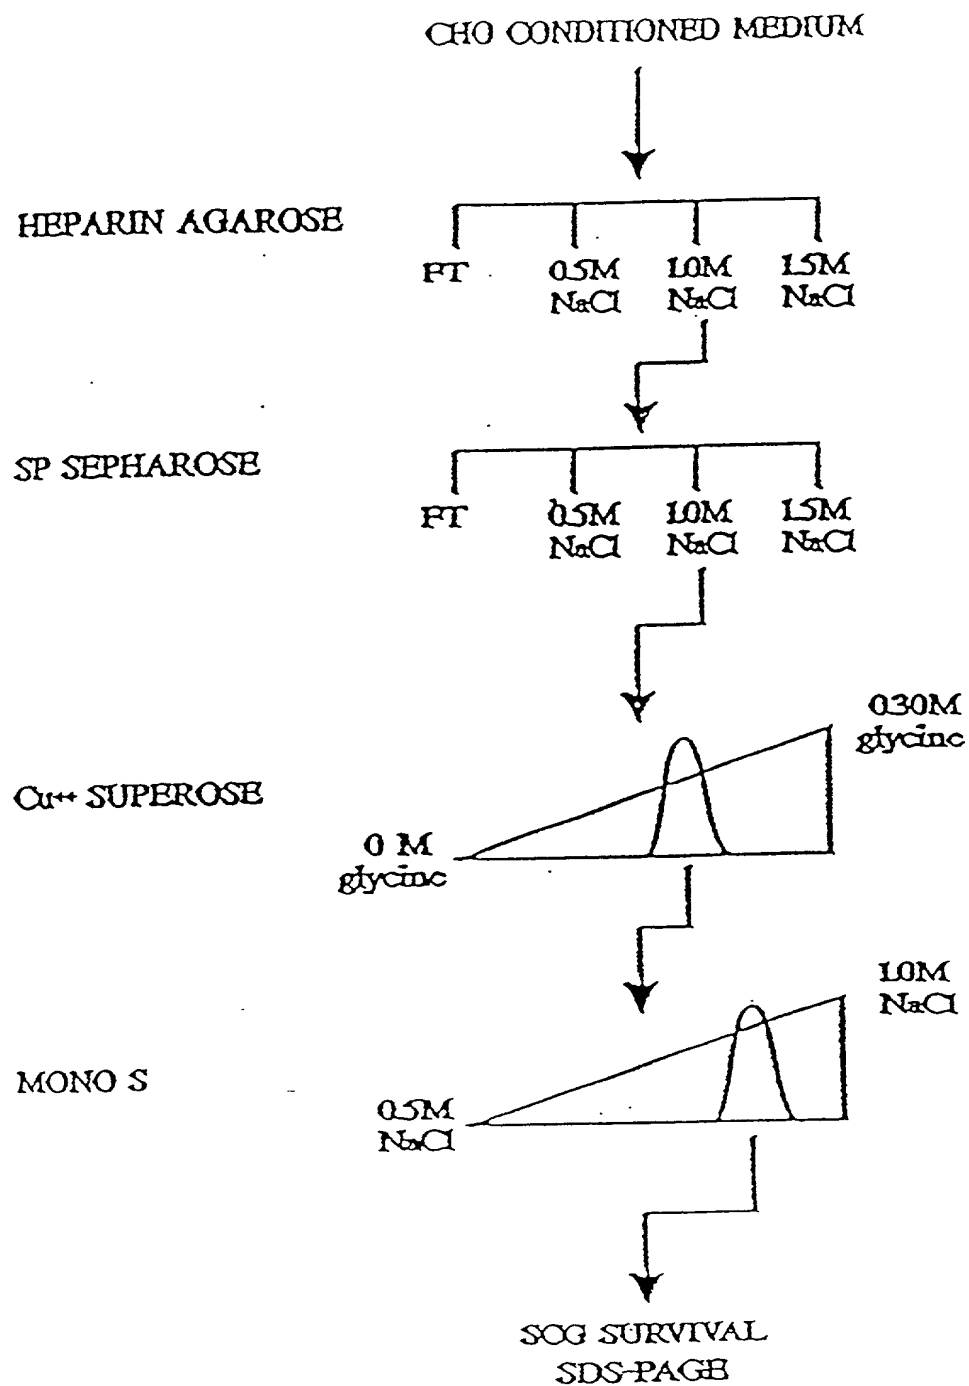 CHO CONDITIONED MEDIUM
HEPARIN AGAROSE
FT
0.5M
NaCl
1.0M
NaCl
1.5M
NaCl
SP SEPHAROSE
FT
0.5M
NaCl
1.0M
NaCl
1.5M
NaCl
0.30M
glycine
Cu++ SUPEROSE
0 M
glycine
1.0M
NaCl
MONO S
0.5M
NaCl
SCG SURVIVAL
SDS-PAGE